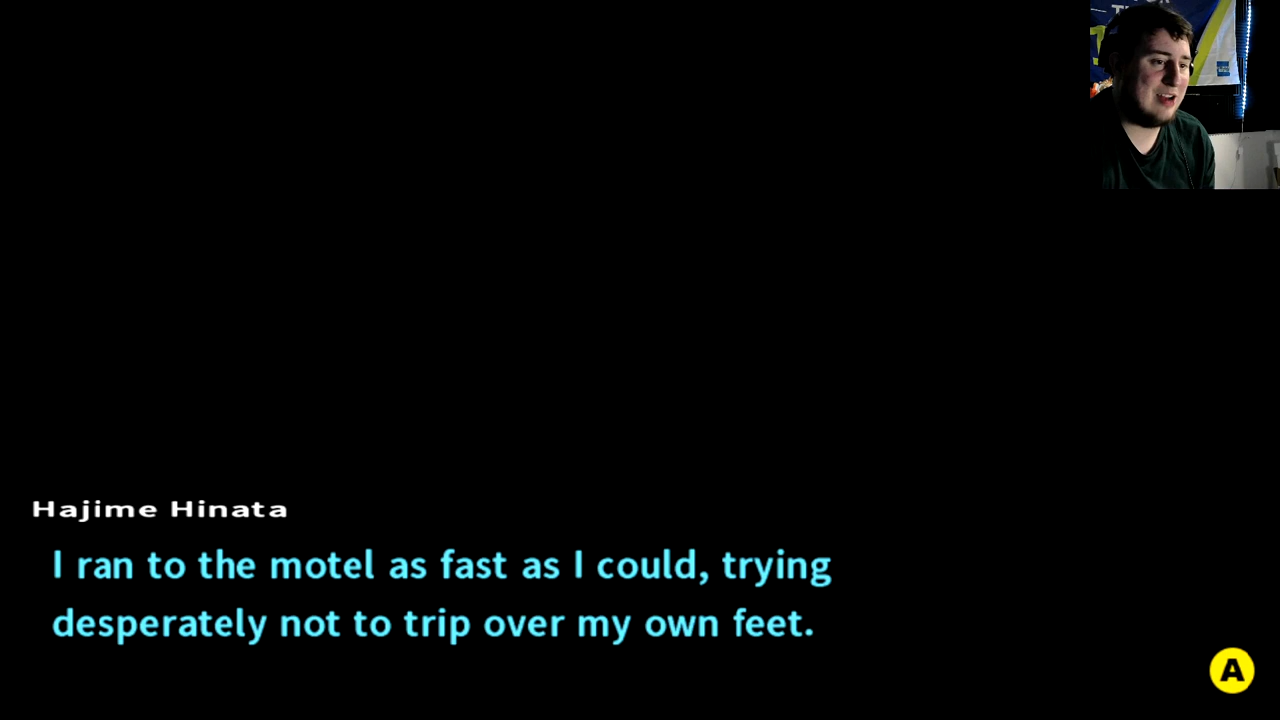 Hajime Hinata
I ran to the motel as fast as I could, trying
desperately not to trip over my own feet.
A